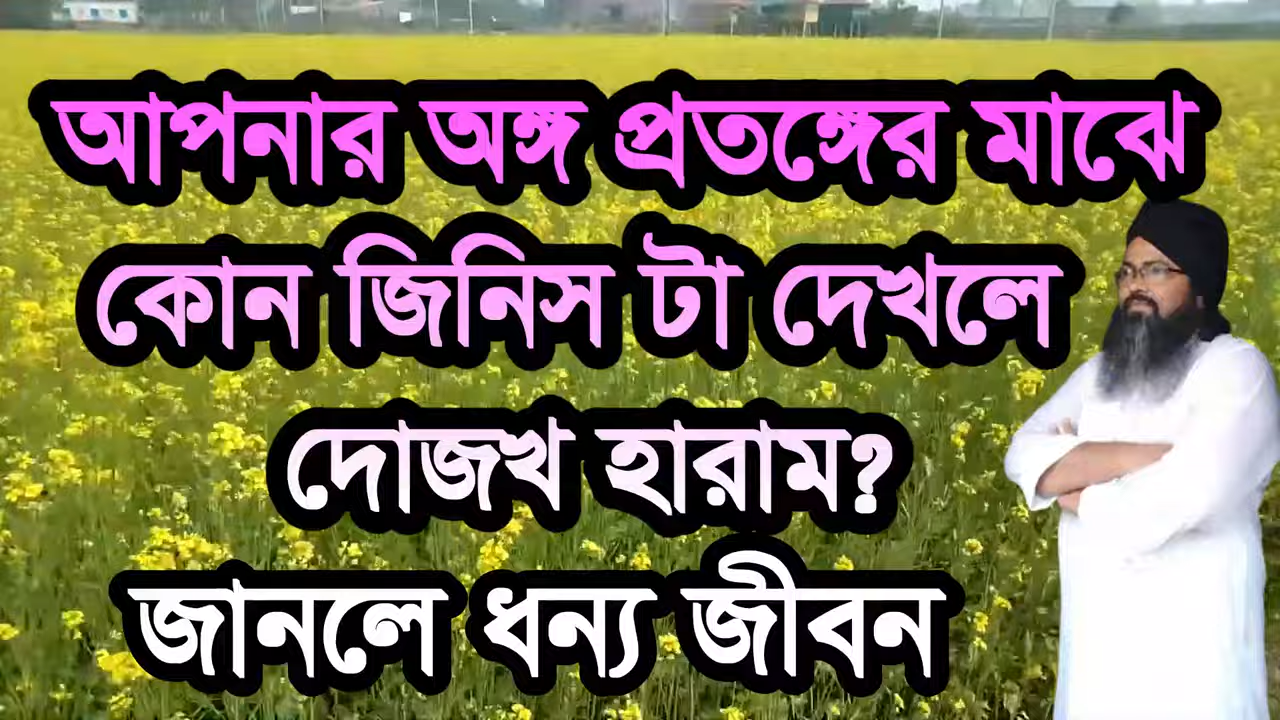 আপনার অঙ্গ প্রতঙ্গের মাঝে
কোন জিনিস টা দেখলে
দোজখ হারাম?
জানলে ধন্য জীবন